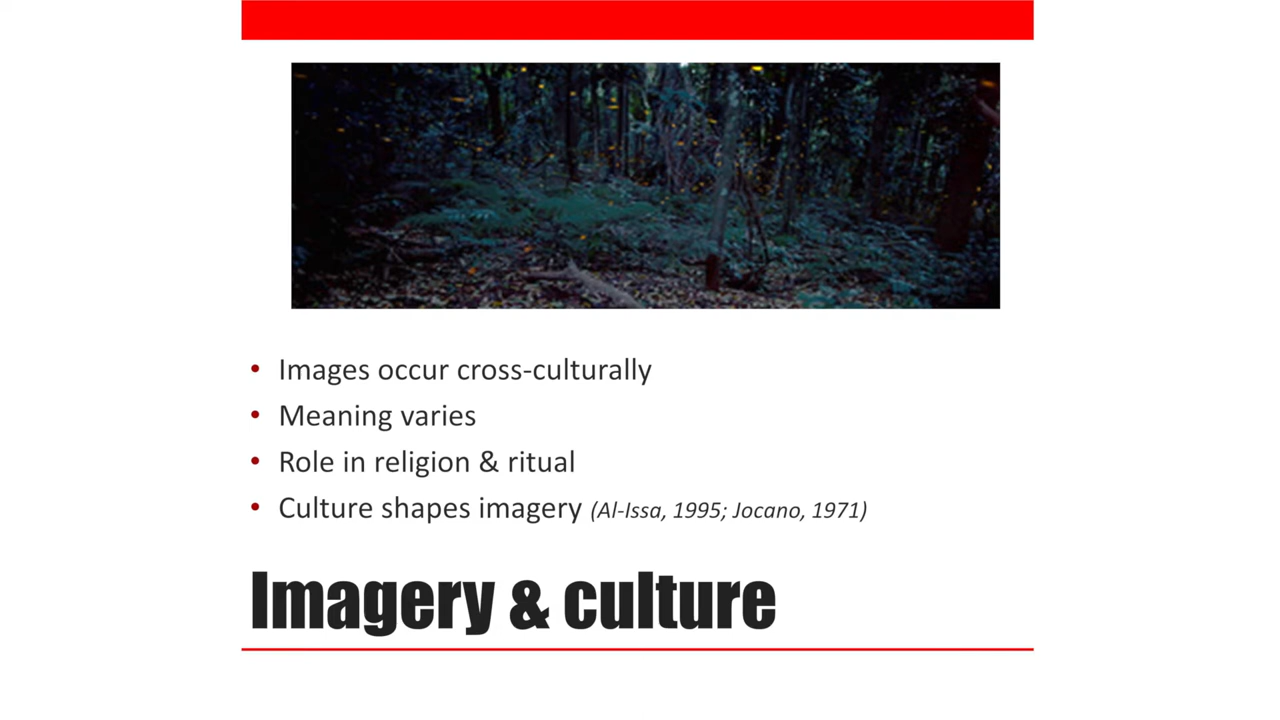 • Images occur cross-culturally
• Meaning varies
• Role in religion & ritual
• Culture shapes imagery (Al-Issa, 1995; Jocano, 1971)
Imagery & culture